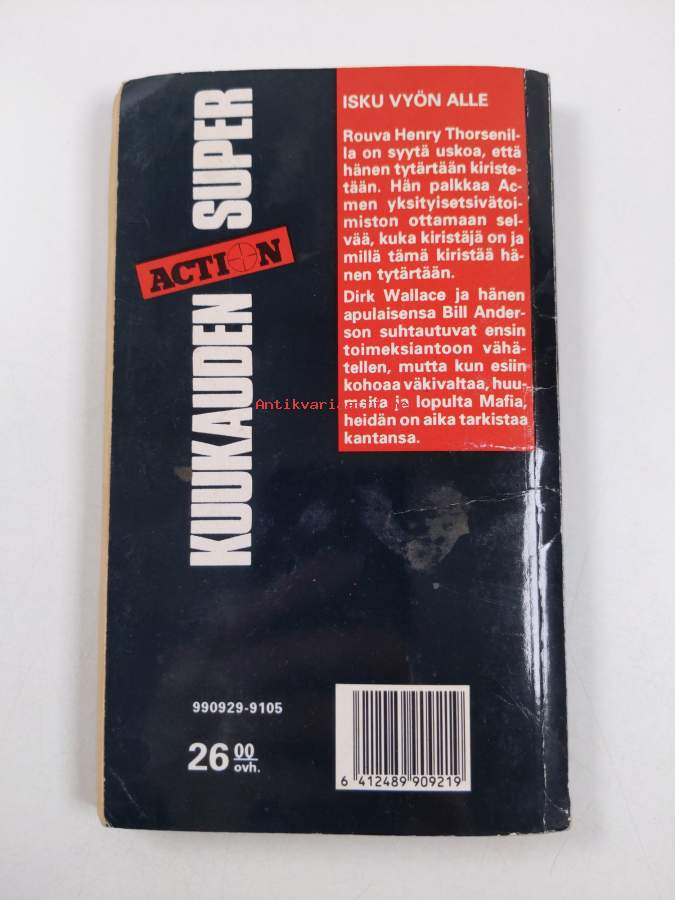 KUUKAUDEN SUPER
ACTION
ISKU VYÖN ALLE
Rouva Henry Thorsenil-
la on syytä uskoa, että
hänen tytärtään kiriste-
tään. Hän palkkaa Ac-
men yksityisetsivätoi-
miston ottamaan sel-
vää, kuka kiristäjä on ja
millä tämä kiristää hä-
nen tytärtään.
Dirk Wallace ja hänen
apulaisensa Bill Ander-
son suhtautuvat ensin
toimeksiantoon vähä-
tellen, mutta kun esiin
kohoaa väkivaltaa, huu-
meita ja lopulta Mafia,
heidän on aika tarkistaa
kantansa.
990929-9105
26 00
ovh.
6 412489 909219